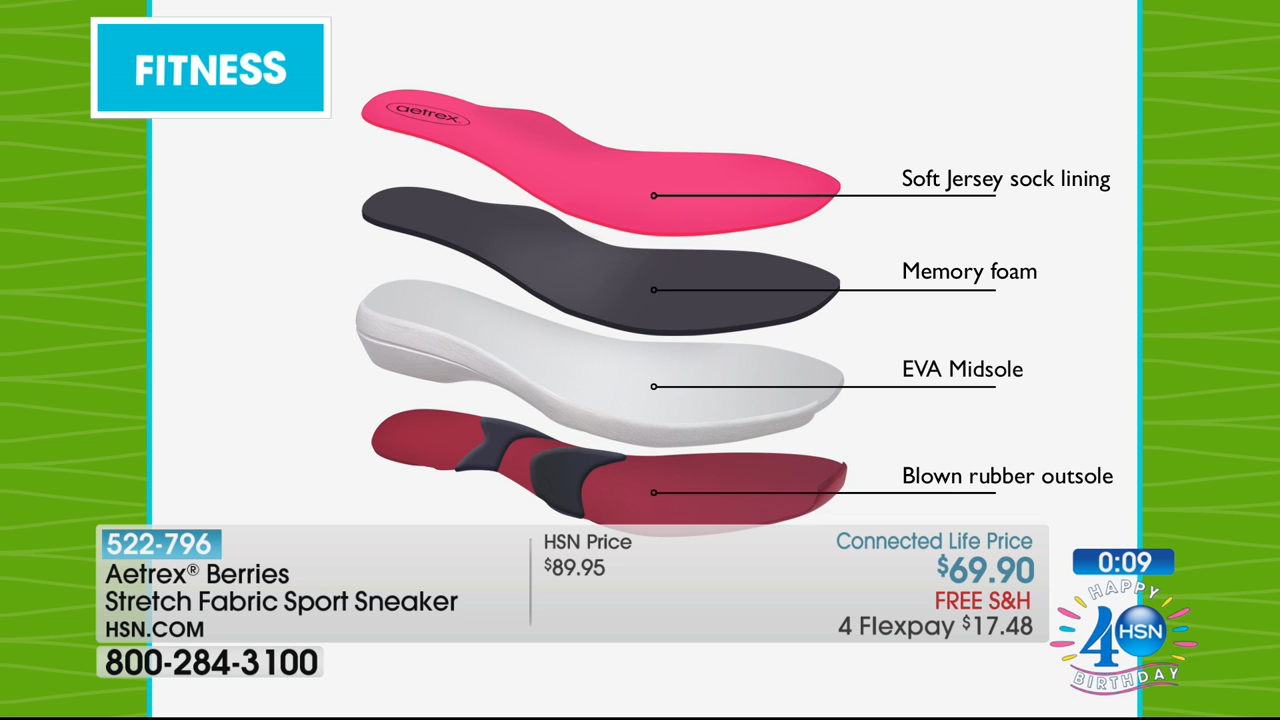 FITNESS
aetrex
Soft Jersey sock lining
Memory foam
EVA Midsole
Blown rubber outsole
522-796
Aetrex® Berries
Stretch Fabric Sport Sneaker
HSN.COM
800-284-3100
HSN Price
$89.95
Connected Life Price
$69.90
FREE S&H
4 Flexpay $17.48
0:09
HAPPY
40
HSN
BIRTHDAY